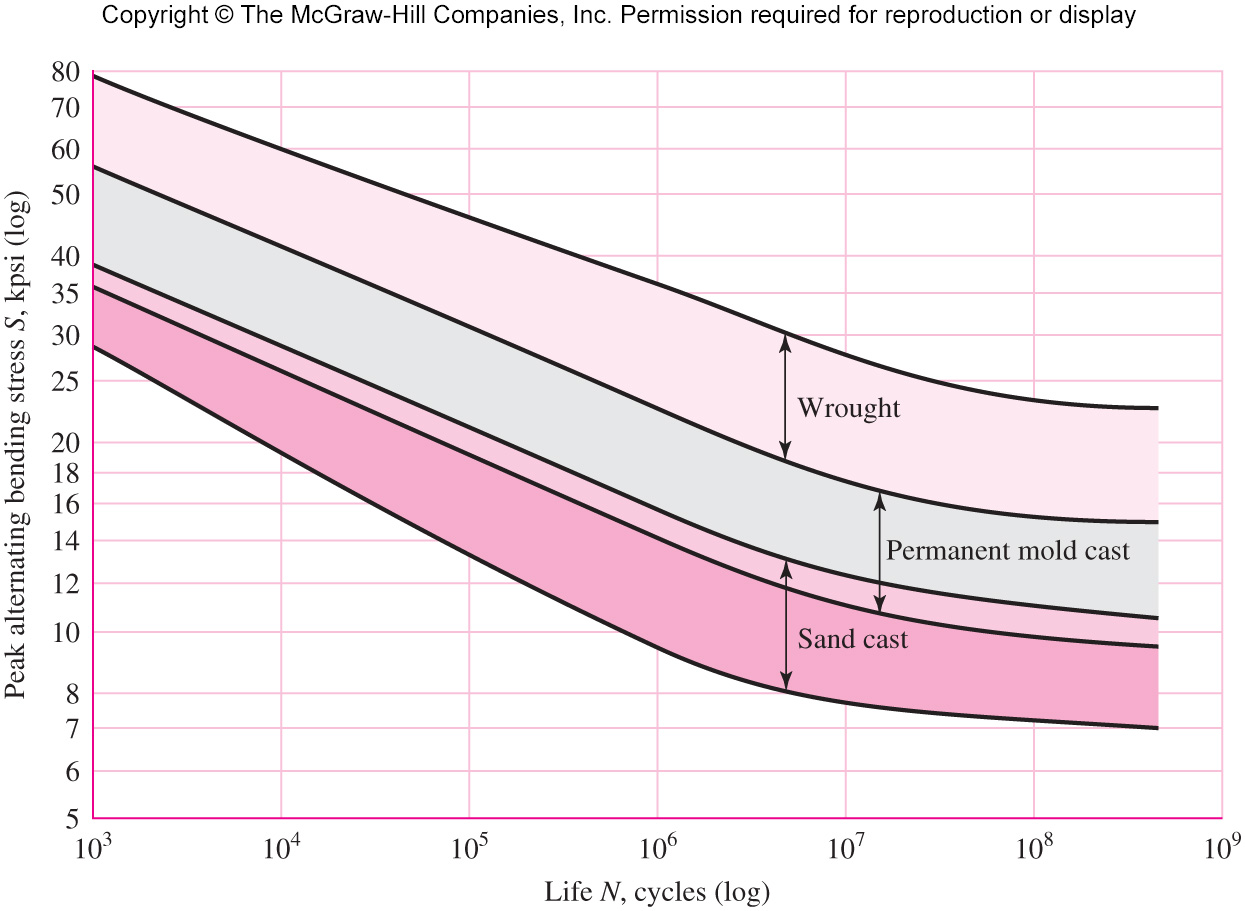 Copyright © The McGraw-Hill Companies, Inc. Permission required for reproduction or display
Peak alternating bending stress S, kpsi (log)
80
70
60
50
40
35
30
25
20
18
16
14
12
10
8
7
6
5
Wrought
Permanent mold cast
Sand cast
10³ 10⁴ 10⁵ 10⁶ 10⁷ 10⁸ 10⁹
Life N, cycles (log)